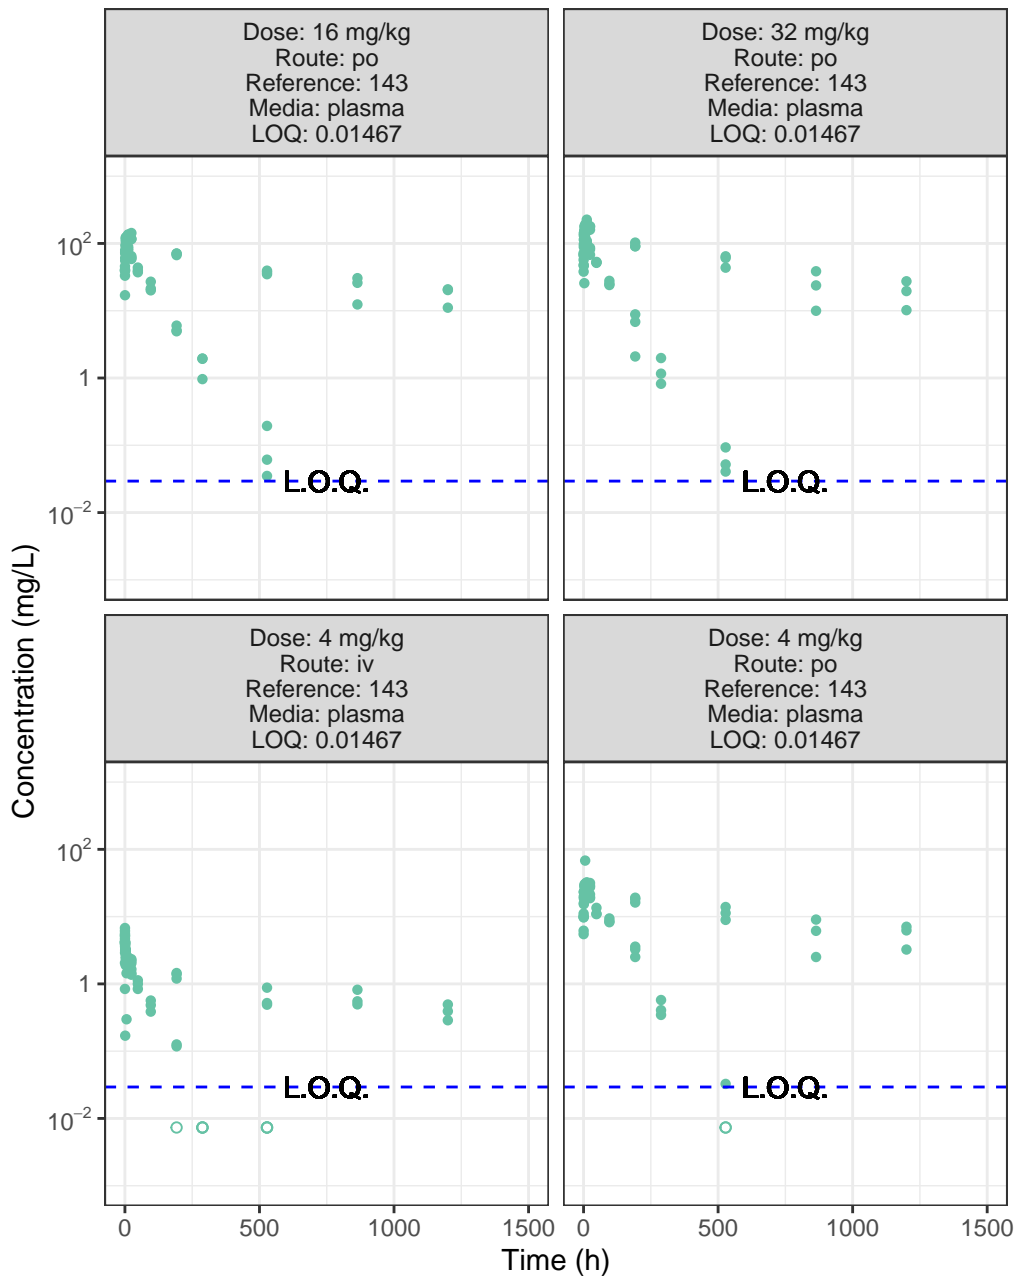 Dose: 16 mg/kg
Route: po
Reference: 143
Media: plasma
LOQ: 0.01467
Dose: 32 mg/kg
Route: po
Reference: 143
Media: plasma
LOQ: 0.01467
10²
1
10⁻²
L.O.Q.
L.O.Q.
Concentration (mg/L)
Dose: 4 mg/kg
Route: iv
Reference: 143
Media: plasma
LOQ: 0.01467
Dose: 4 mg/kg
Route: po
Reference: 143
Media: plasma
LOQ: 0.01467
10²
1
10⁻²
L.O.Q.
L.O.Q.
0 500 1000 1500 0 500 1000 1500
Time (h)